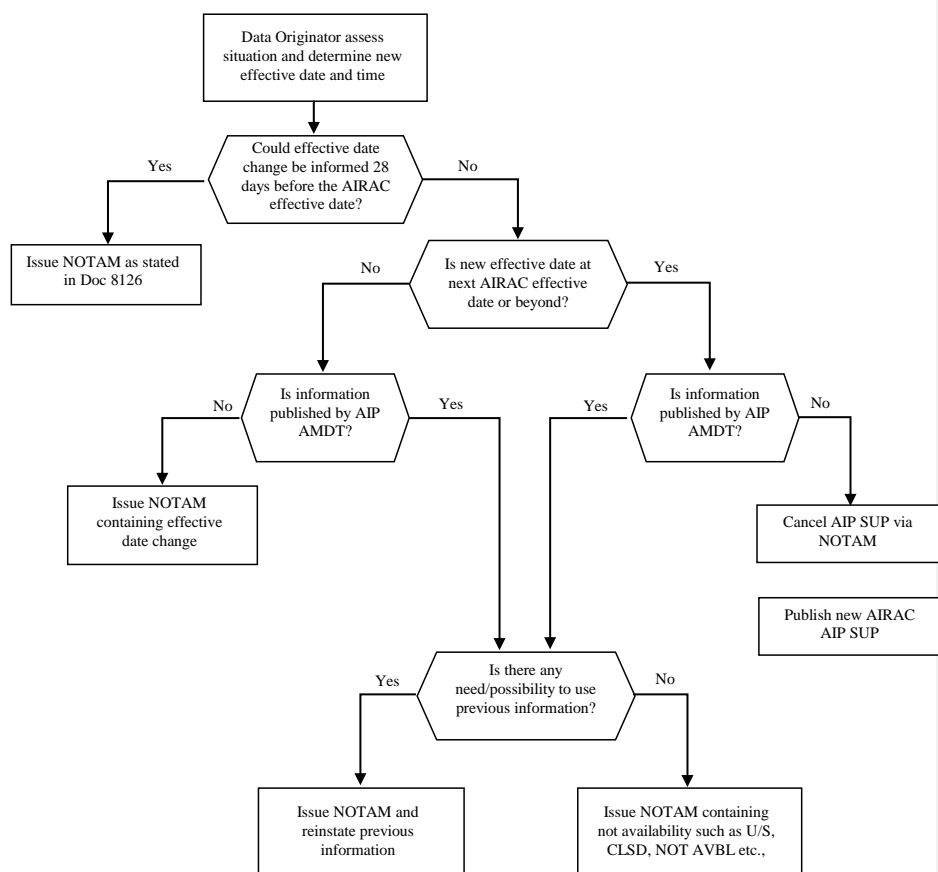 Data Originator assess
situation and determine new
effective date and time
Could effective date
change be informed 28
days before the AIRAC
effective date?
Yes
No
Issue NOTAM as stated
in Doc 8126
Is new effective date at
next AIRAC effective
date or beyond?
No
Yes
Is information
published by AIP
AMDT?
No
Yes
Is information
published by AIP
AMDT?
Yes
No
Issue NOTAM
containing effective
date change
Cancel AIP SUP via
NOTAM
Publish new AIRAC
AIP SUP
Is there any
need/possibility to use
previous information?
Yes
No
Issue NOTAM and
reinstate previous
information
Issue NOTAM containing
not availability such as U/S,
CLSD, NOT AVBL etc.,